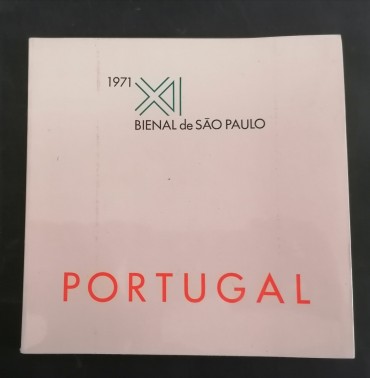 1971 XI
BIENAL de SÃO PAULO
PORTUGAL